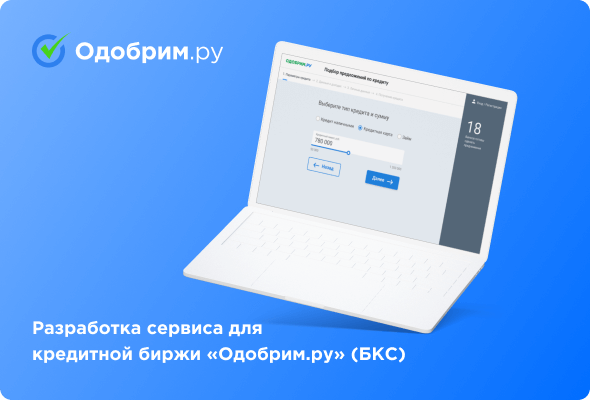 Одобрим.ру
ОДОБРИМ.РУ
Подбор предложений по кредиту
Выберите тип кредита и сумму
Кредит наличными
Кредитная карта
Займ
780 000
Назад
Далее
18
Разработка сервиса для
кредитной биржи «Одобрим.ру» (БКС)